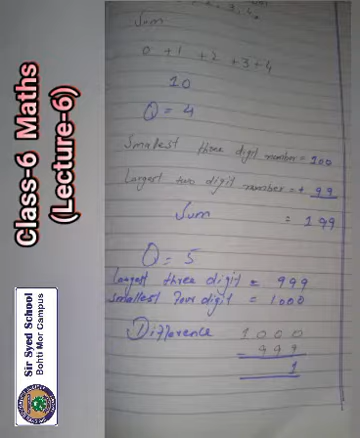 Class-6 Maths
(Lecture-6)
Sir Syed School
Bohti Mor Campus
Sum
0 + 1 + 2 + 3 + 4
10
Q = 4
Smallest three digit number = 100
Largest two digit number = + 99
Sum = 199
Q = 5
Largest three digit = 999
Smallest Four digit = 1000
Difference 1000
- 999
1